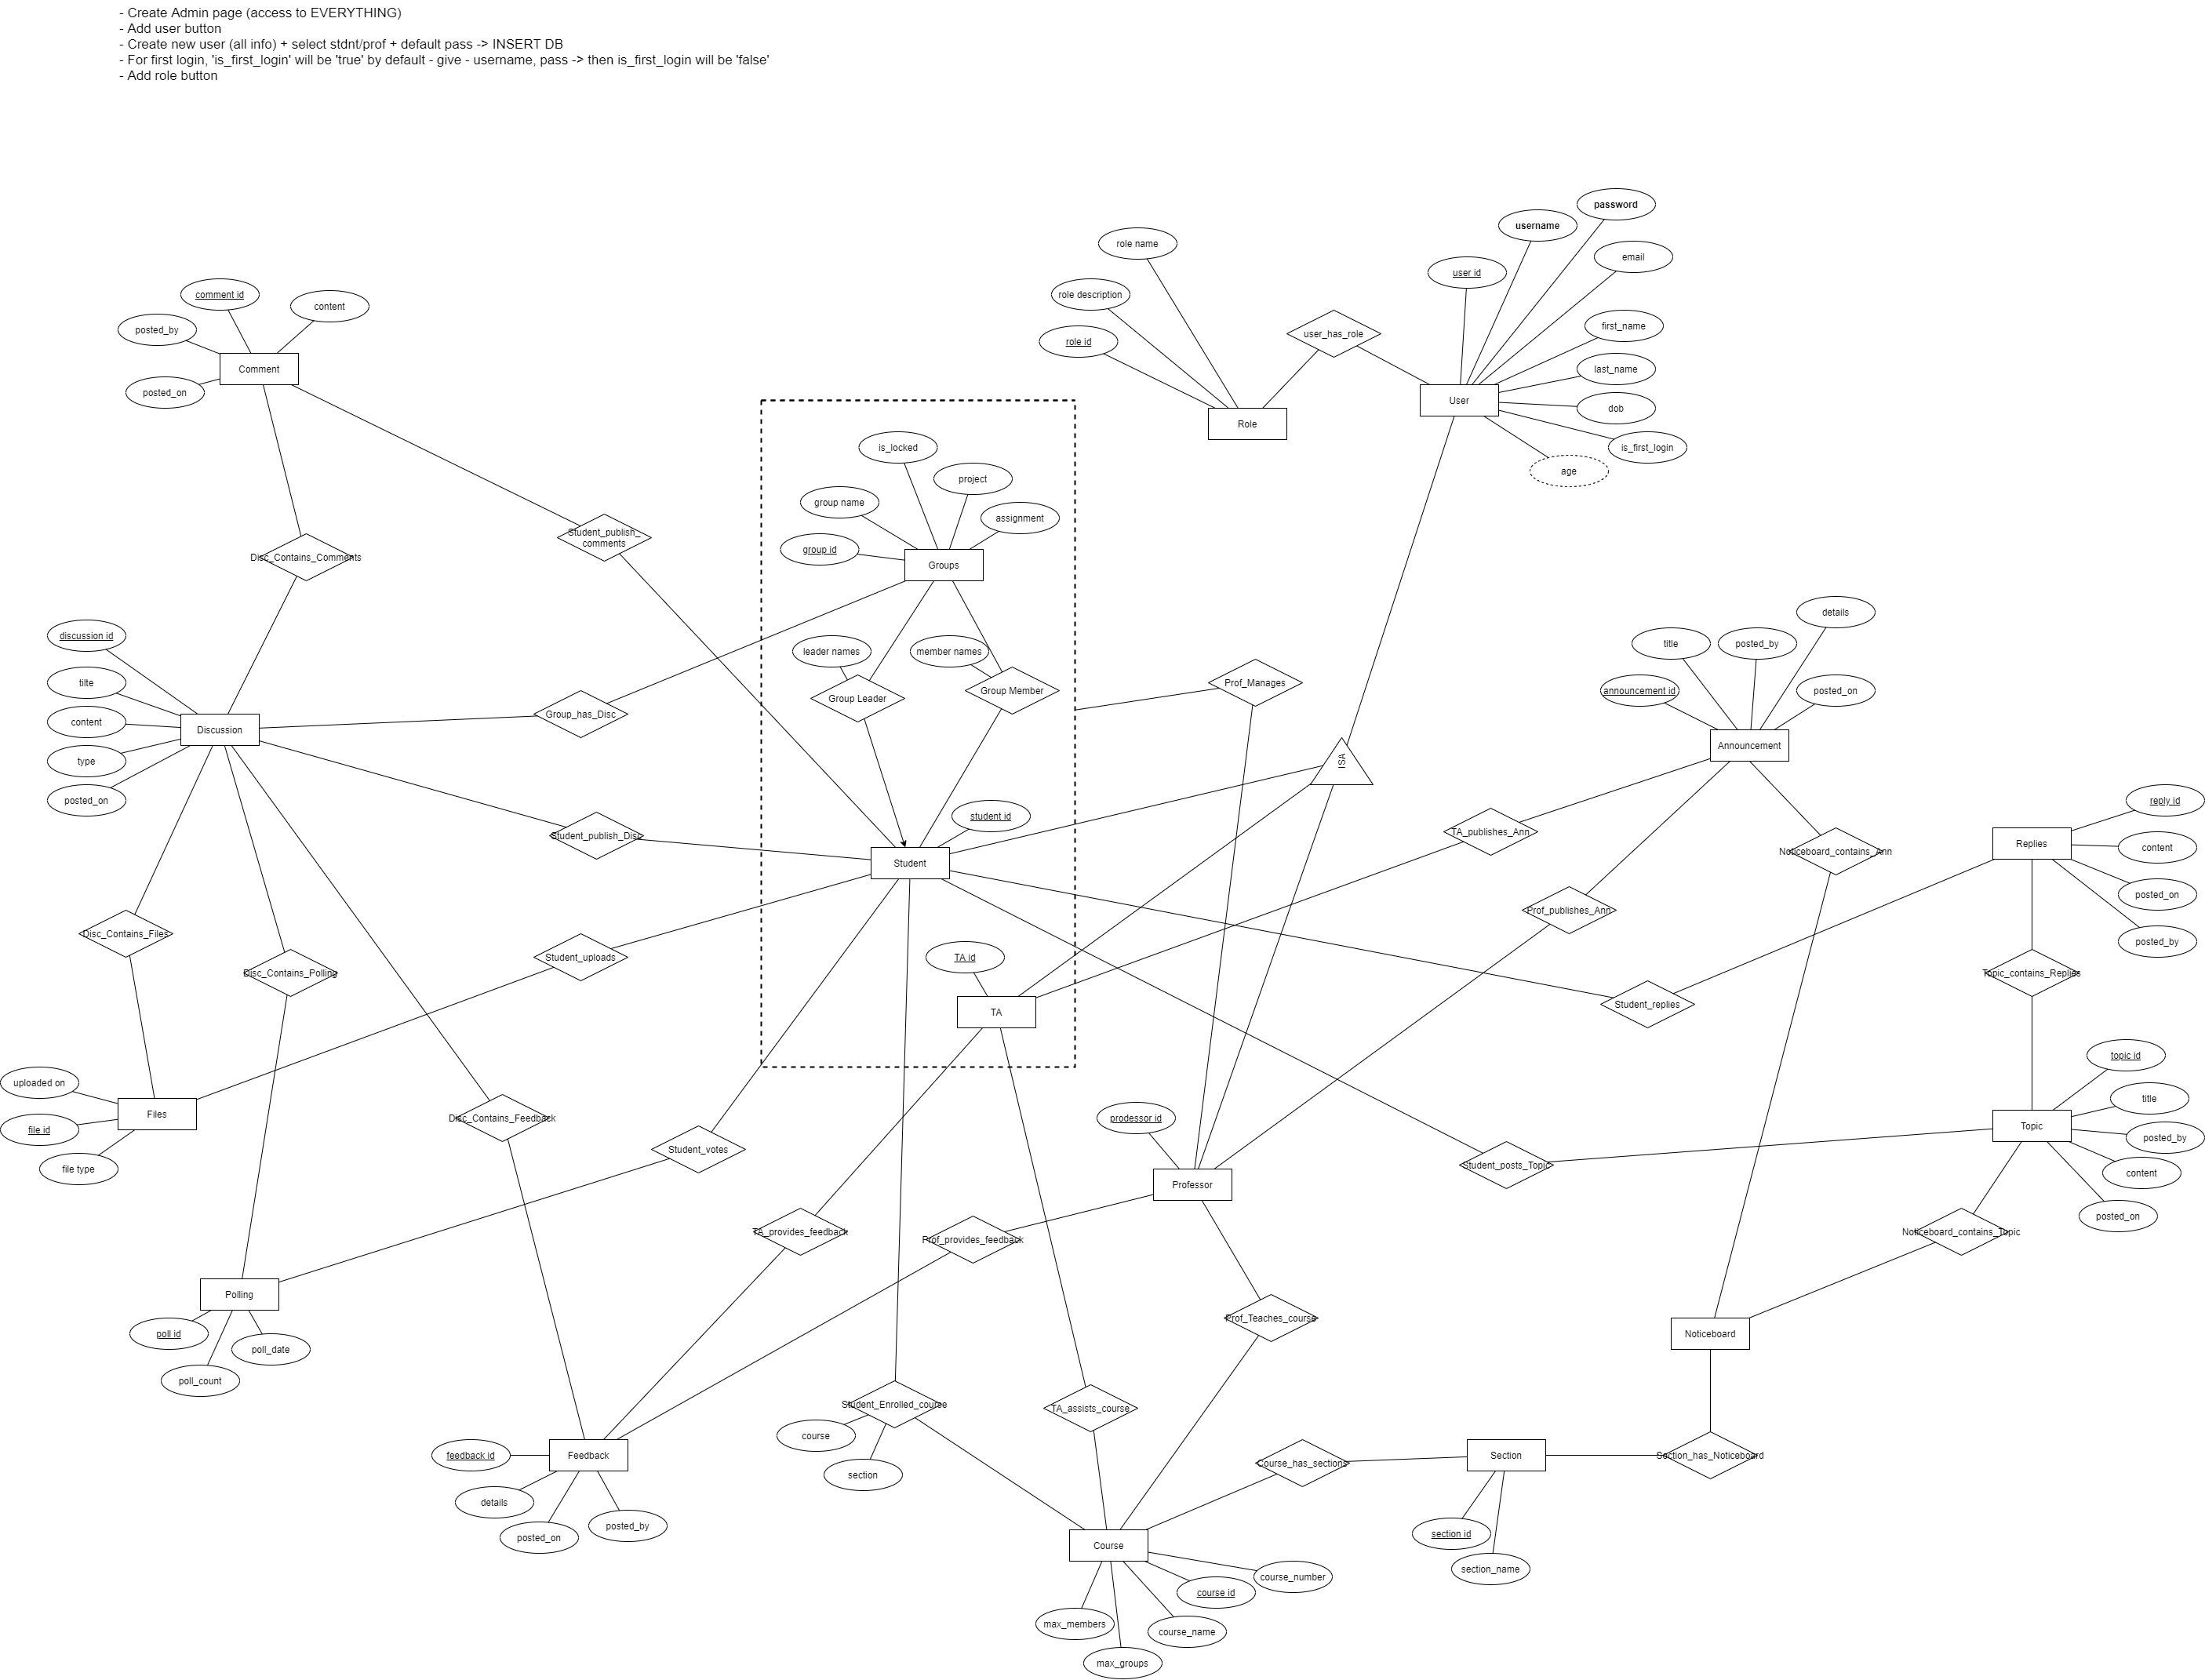 - Create Admin page (access to EVERYTHING)
- Add user button
- Create new user (all info) + select stdnt/prof + default pass -> INSERT DB
- For first login, 'is_first_login' will be 'true' by default - give - username, pass -> then is_first_login will be 'false'
- Add role button
password
username
role name
email
user id
comment id
role description
content
first_name
posted_by
user_has_role
role id
Comment
last_name
posted_on
User
dob
Role
is_locked
is_first_login
age
project
group name
assignment
Student_publish_
comments
group id
Disc_Contains_Comments
Groups
details
discussion id
title
posted_by
leader names
member names
tilte
Prof_Manages
Group Leader
Group Member
announcement id
posted_on
Group_has_Disc
content
Discussion
Announcement
type
ISA
posted_on
reply id
student id
Student_publish_Disc
TA_publishes_Ann
Replies
content
Noticeboard_contains_Ann
Student
posted_on
Prof_publishes_Ann
Disc_Contains_Files
posted_by
Student_uploads
TA id
Disc_Contains_Polling
Topic_contains_Replies
Student_replies
TA
topic id
uploaded on
title
Files
Disc_Contains_Feedback
prodessor id
Topic
file id
posted_by
Student_votes
file type
Student_posts_Topic
content
Professor
posted_on
TA_provides_feedback
Prof_provides_feedback
Noticeboard_contains_Topic
Polling
Prof_Teaches_course
poll id
Noticeboard
poll_date
poll_count
Student_Enrolled_course
TA_assists_course
course
feedback id
Feedback
Course_has_sections
Section
Section_has_Noticeboard
section
details
posted_by
posted_on
section id
Course
section_name
course_number
course id
max_members
course_name
max_groups